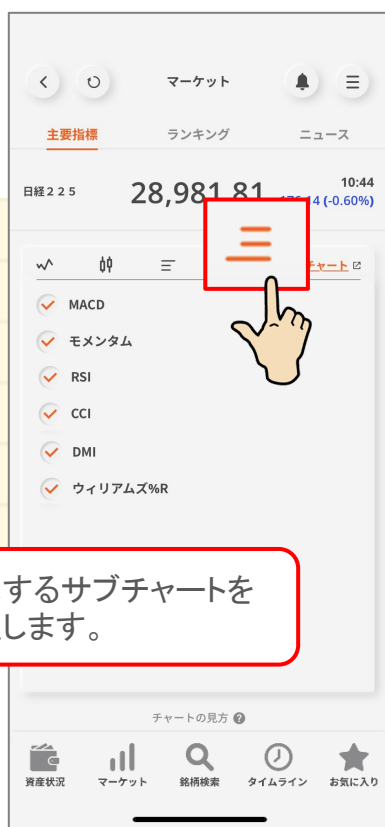 マーケット
主要指標
ランキング
ニュース
日経２２５
28,981.81
10:44
(-0.60%)
チャート
MACD
モメンタム
RSI
CCI
DMI
ウィリアムズ%R
するサブチャートを
します。
チャートの見方 ?
資産状況
マーケット
銘柄検索
タイムライン
お気に入り